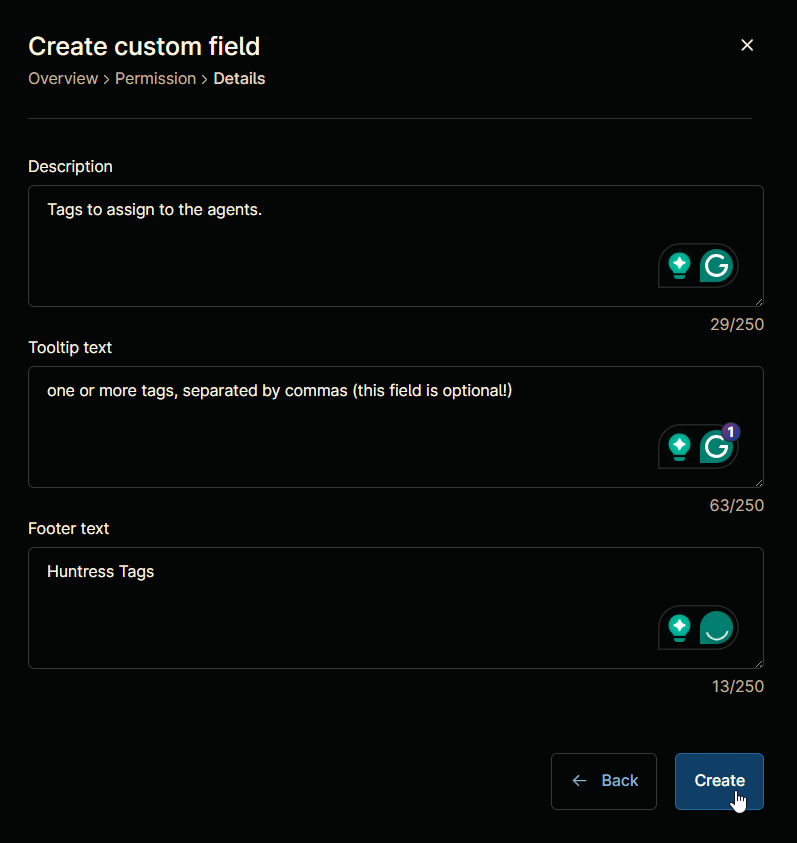 Create custom field
Overview > Permission > Details
Description
Tags to assign to the agents.
29/250
Tooltip text
one or more tags, separated by commas (this field is optional!)
1
63/250
Footer text
Huntress Tags
13/250
← Back
Create